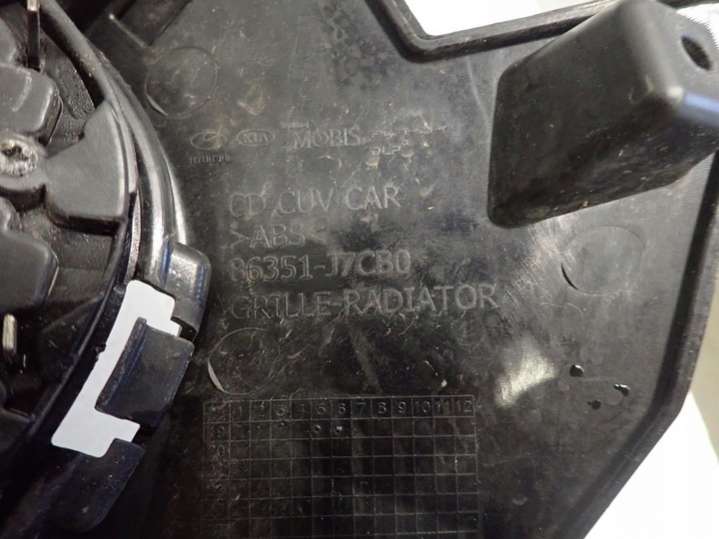 KIA MOBIS
CD CUV CAR
>ABS<
86351-J7CB0
GRILLE-RADIATOR
1 2 3 4 5 6 7 8 9 10 11 12